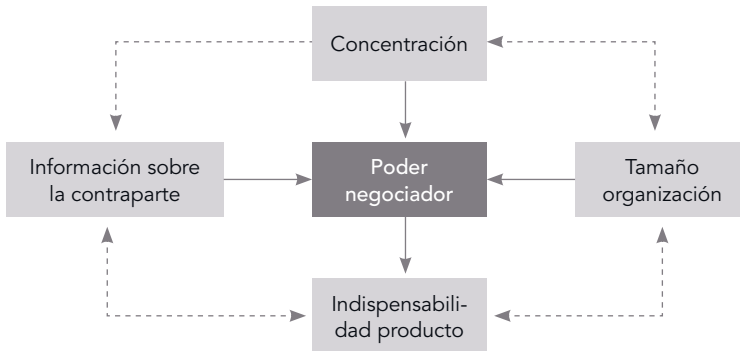 Concentración
Información sobre
la contraparte
Poder
negociador
Tamaño
organización
Indispensabili-
dad producto